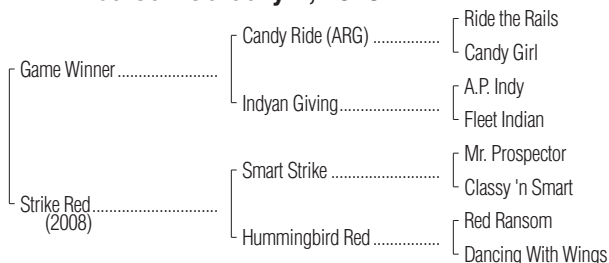 Ride the Rails
Candy Ride (ARG)
Candy Girl
Game Winner
A.P. Indy
Indyan Giving
Fleet Indian
Mr. Prospector
Smart Strike
Classy 'n Smart
Strike Red
(2008)
Red Ransom
Hummingbird Red
Dancing With Wings